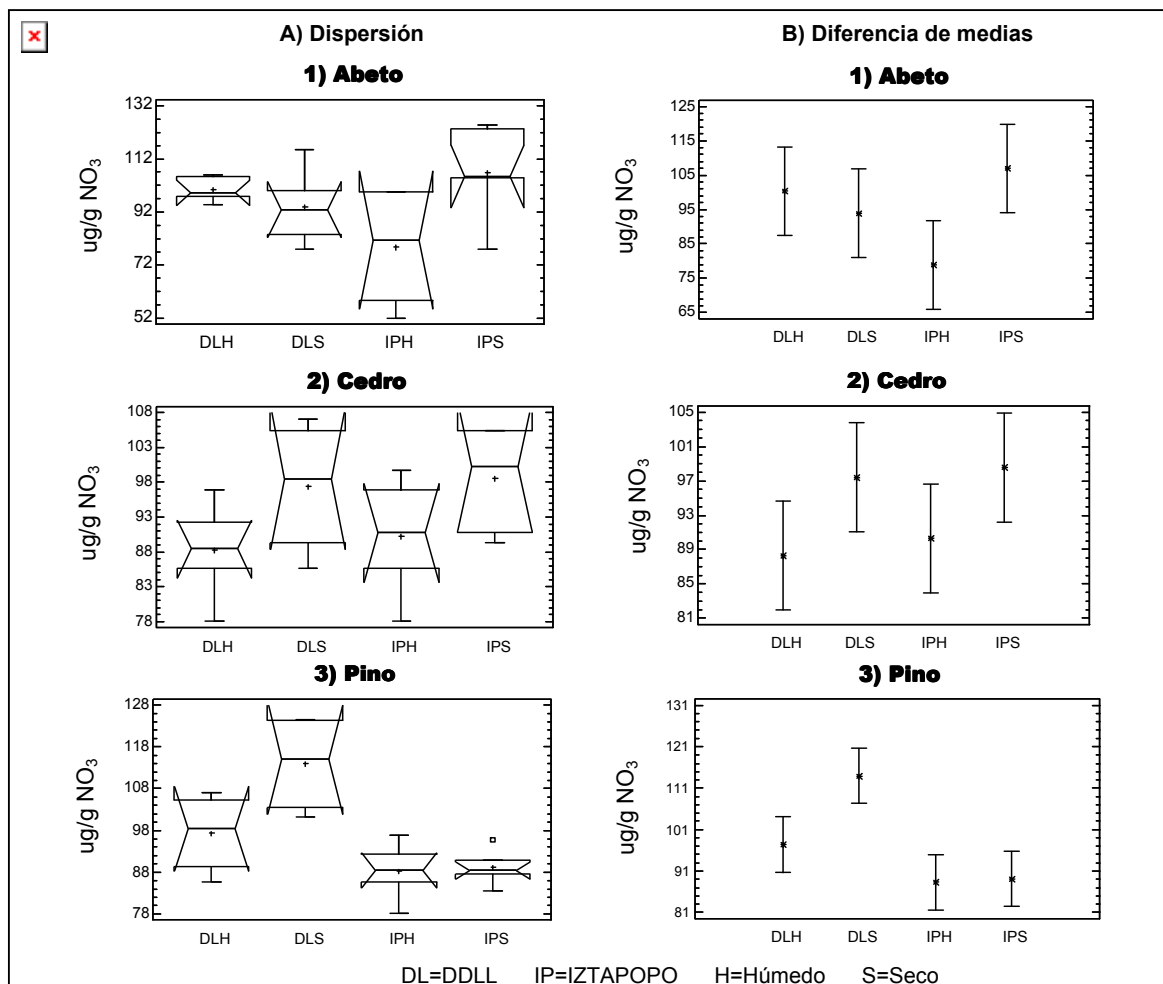 A) Dispersión
B) Diferencia de medias
1) Abeto
ug/g NO3
132
112
92
72
52
DLH DLS IPH IPS
1) Abeto
ug/g NO3
125
115
105
95
85
75
65
DLH DLS IPH IPS
2) Cedro
ug/g NO3
108
103
98
93
88
83
78
DLH DLS IPH IPS
2) Cedro
ug/g NO3
105
101
97
93
89
85
81
DLH DLS IPH IPS
3) Pino
ug/g NO3
128
118
108
98
88
78
DLH DLS IPH IPS
3) Pino
ug/g NO3
131
121
111
101
91
81
DLH DLS IPH IPS
DL=DDLL IP=IZTAPOPO H=Húmedo S=Seco